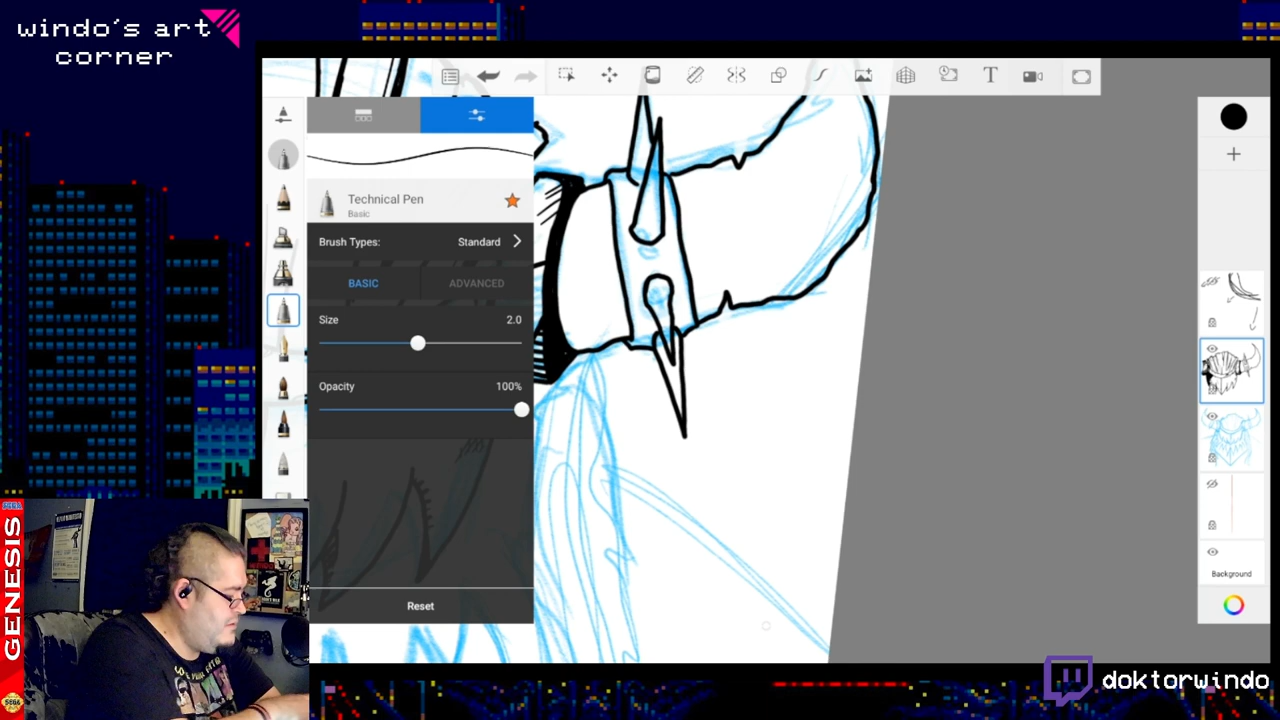 windo's art
corner
T
Technical Pen
Basic
Brush Types:
Standard
BASIC
ADVANCED
Size
2.0
Opacity
100%
Reset
Background
SEGA
GENESIS
doktorwindo